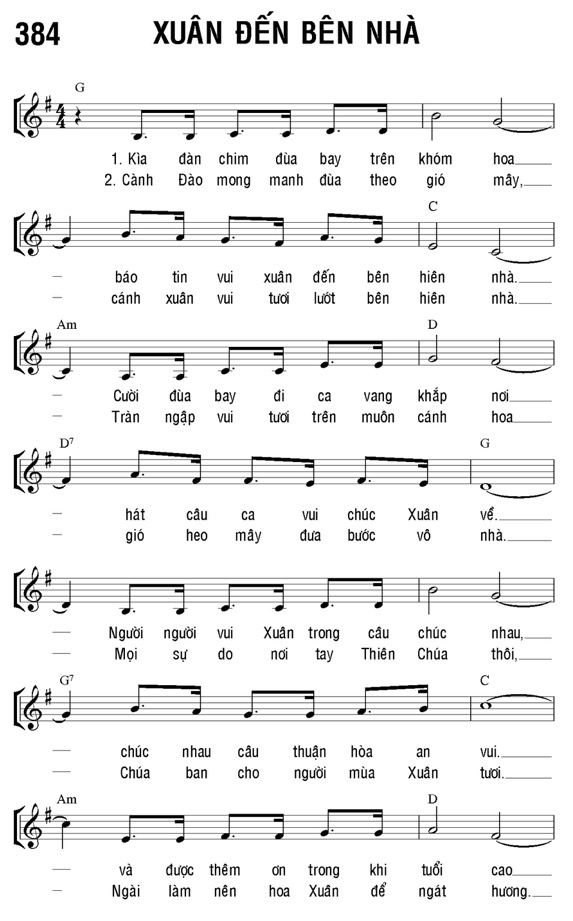 384 XUÂN ĐẾN BÊN NHÀ
G
4/4
1. Kìa đàn chim đùa bay trên khóm hoa
2. Cành Đào mong manh đùa theo gió mây,
C
báo tin vui xuân đến bên hiên nhà.
cánh xuân vui tươi lướt bên hiên nhà.
Am D
Cười đùa bay đi ca vang khắp nơi
Tràn ngập vui tươi trên muôn cánh hoa
D7 G
hát câu ca vui chúc Xuân về.
gió heo mây đưa bước vô nhà.
Người người vui Xuân trong câu chúc nhau,
Mọi sự do nơi tay Thiên Chúa thôi,
G7 C
chúc nhau câu thuận hòa an vui.
Chúa ban cho người mùa Xuân tươi.
Am D
và được thêm ơn trong khi tuổi cao
Ngài làm nên hoa Xuân để ngát hương.